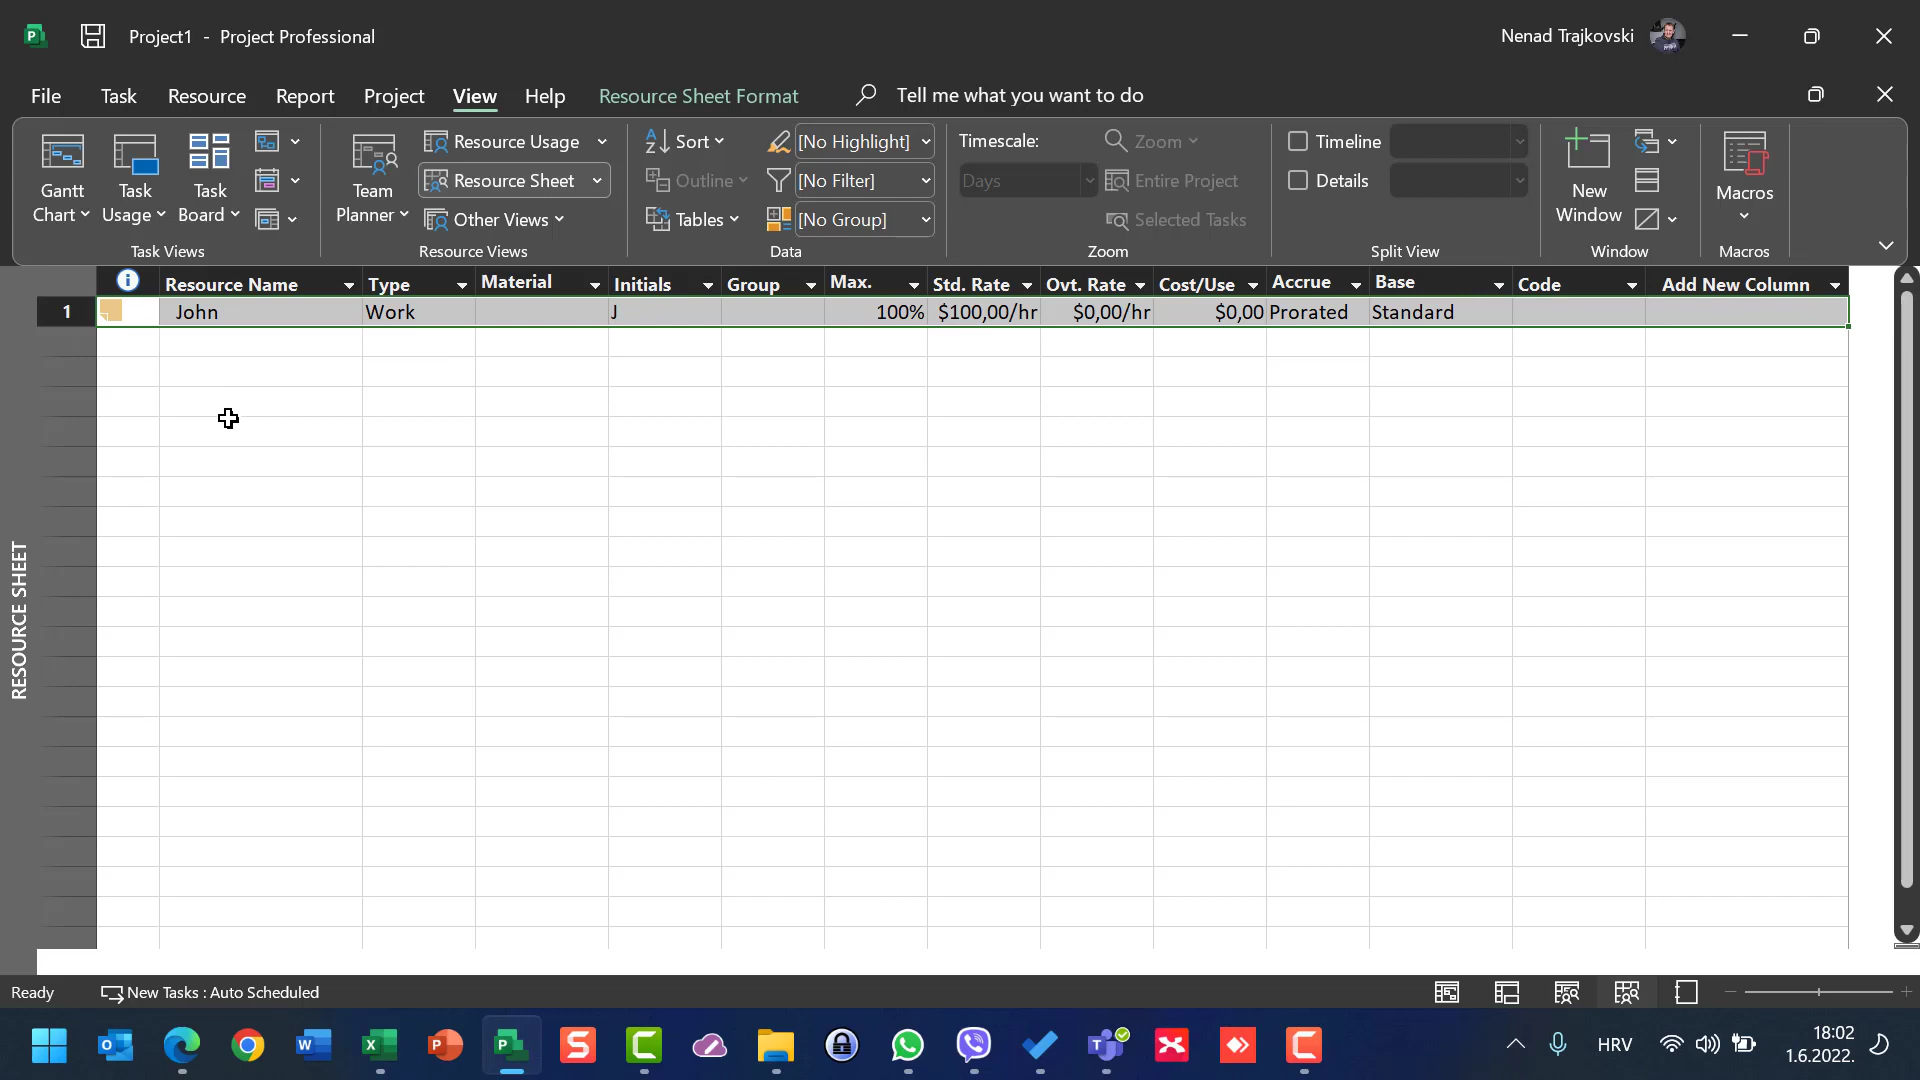 Project1 - Project Professional
Nenad Trajkovski
File Task Resource Report Project View Help Resource Sheet Format Tell me what you want to do
Gantt Chart
Task Usage
Task Board
Task Views
Team Planner
Resource Usage
Resource Sheet
Other Views
Resource Views
Sort
Outline
Tables
[No Highlight]
[No Filter]
[No Group]
Data
Timescale:
Days
Zoom
Entire Project
Selected Tasks
Zoom
Timeline
Details
Split View
New Window
Window
Macros
Macros
Resource Name Type Material Initials Group Max. Std. Rate Ovt. Rate Cost/Use Accrue Base Code Add New Column
1 John Work J 100% $100,00/hr $0,00/hr $0,00 Prorated Standard
RESOURCE SHEET
Ready New Tasks : Auto Scheduled
HRV
18:02
1.6.2022.